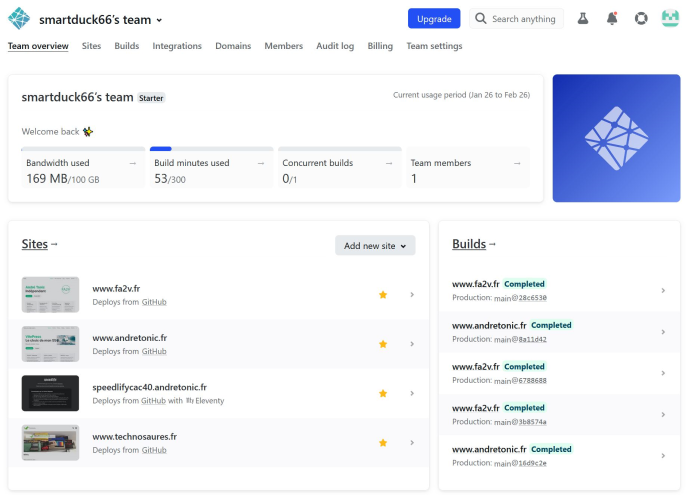 smartduck66's team
Upgrade
Search anything
Team overview Sites Builds Integrations Domains Members Audit log Billing Team settings
smartduck66's team Starter
Current usage period (Jan 26 to Feb 26)
Welcome back
Bandwidth used →
169 MB/100 GB
Build minutes used →
53/300
Concurrent builds →
0/1
Team members →
1
Sites →
Add new site
www.fa2v.fr
Deploys from GitHub
www.andretonic.fr
Deploys from GitHub
speedlifycac40.andretonic.fr
Deploys from GitHub with 11ty Eleventy
www.technosaures.fr
Deploys from GitHub
Builds →
www.fa2v.fr Completed
Production: main@28c6530
www.andretonic.fr Completed
Production: main@8a11d42
www.fa2v.fr Completed
Production: main@6788688
www.fa2v.fr Completed
Production: main@3b8574a
www.andretonic.fr Completed
Production: main@16d9c2e